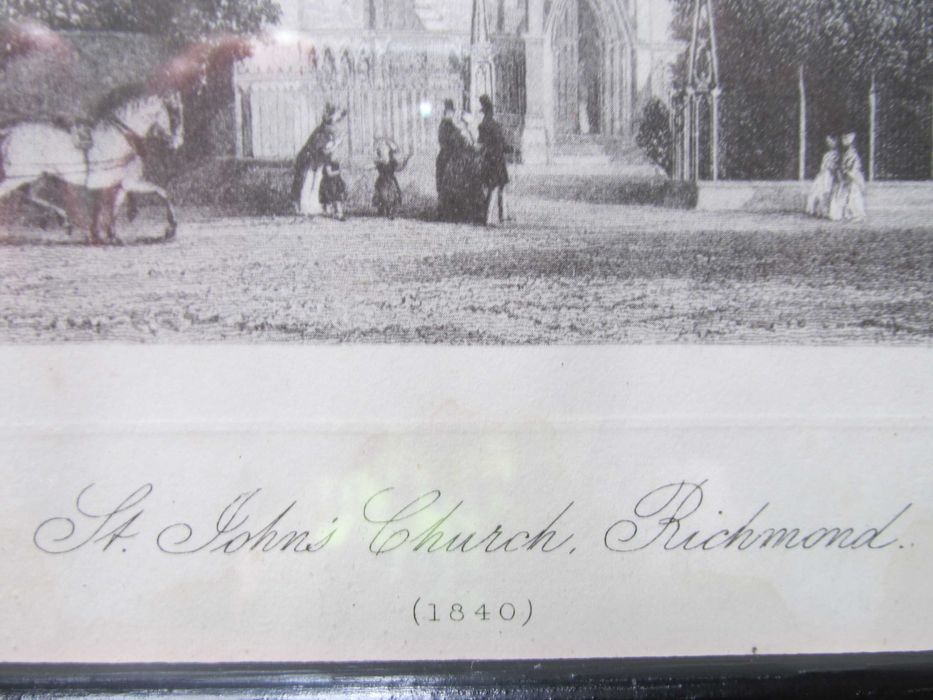 St. John's Church, Richmond.
(1840)